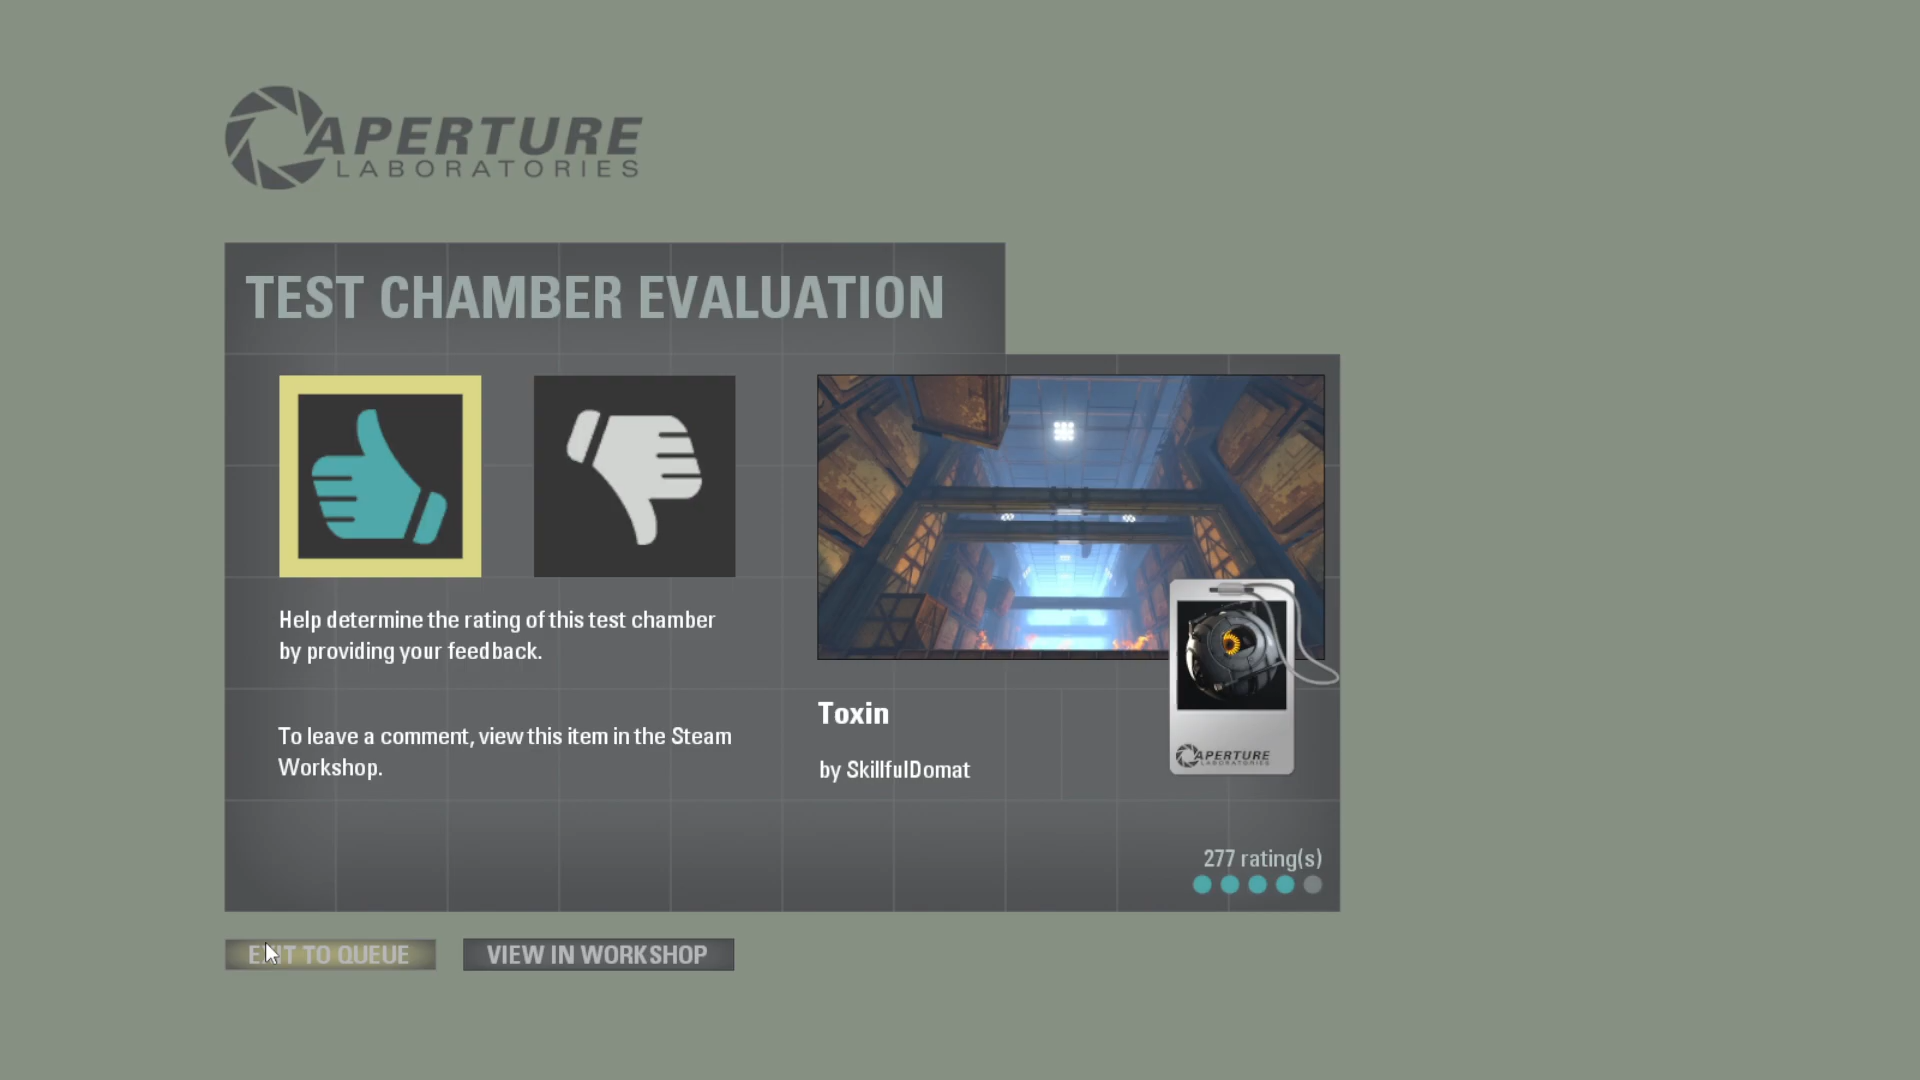 APERTURE
LABORATORIES
TEST CHAMBER EVALUATION
Help determine the rating of this test chamber
by providing your feedback.
To leave a comment, view this item in the Steam
Workshop.
Toxin
by SkillfulDomat
APERTURE
LABORATORIES
277 rating(s)
EXIT TO QUEUE
VIEW IN WORKSHOP